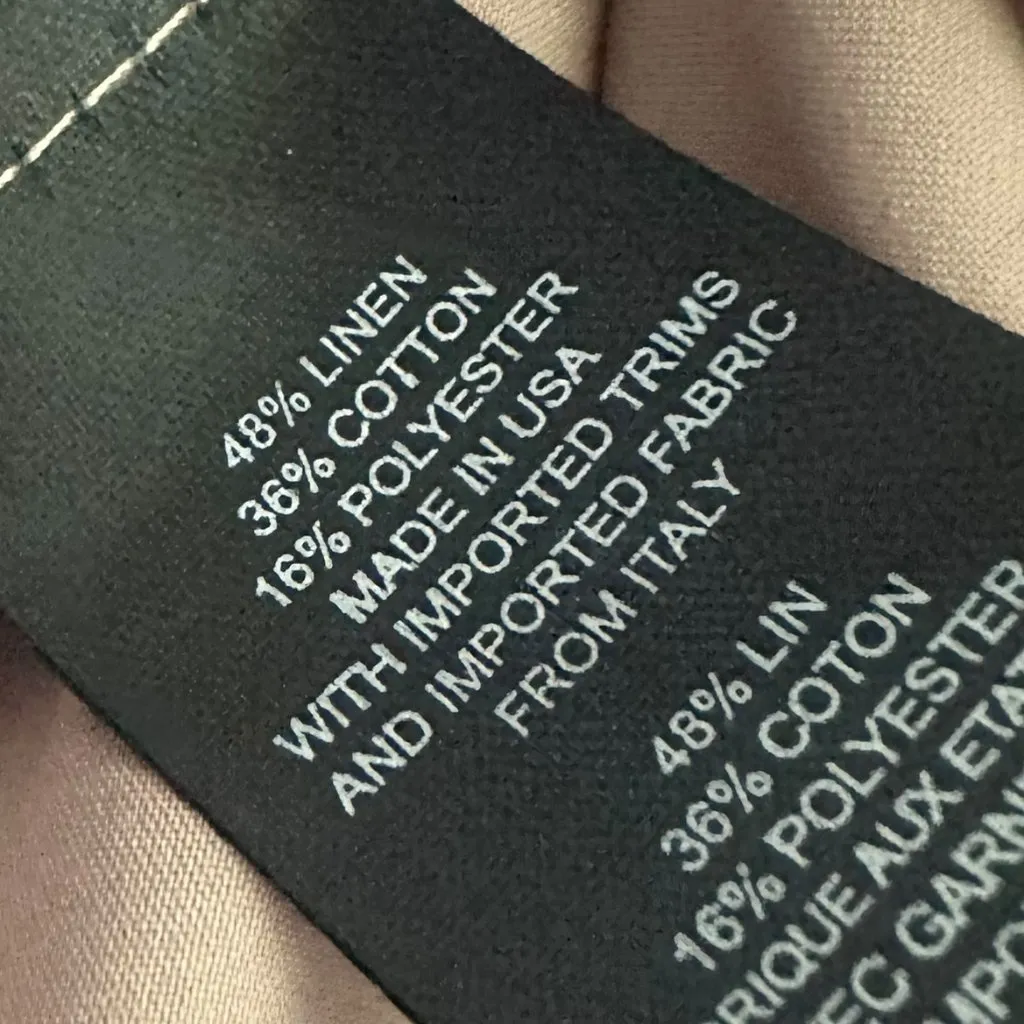 48% LINEN
36% COTTON
16% POLYESTER
MADE IN USA
WITH IMPORTED TRIMS
AND IMPORTED FABRIC
FROM ITALY
48% LIN
36% COTON
16% POLYESTER
AUX